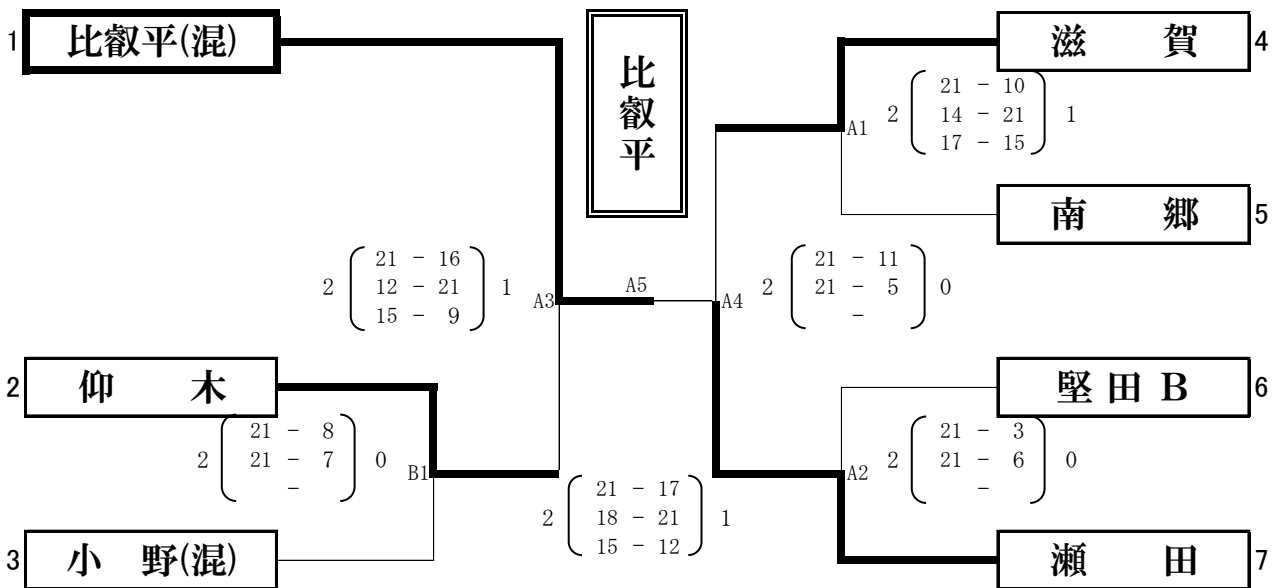 1 比叡平(混)
比叡平
滋 賀 4
2 21 - 10 1
14 - 21
17 - 15
A1
南 郷 5
2 21 - 16 1
12 - 21
15 - 9
A3
A5
A4
2 21 - 11 0
21 - 5
-
2 仰 木
2 21 - 8 0
21 - 7
-
B1
3 小 野(混)
2 21 - 17 1
18 - 21
15 - 12
堅 田 B 6
A2
2 21 - 3 0
21 - 6
-
瀬 田 7